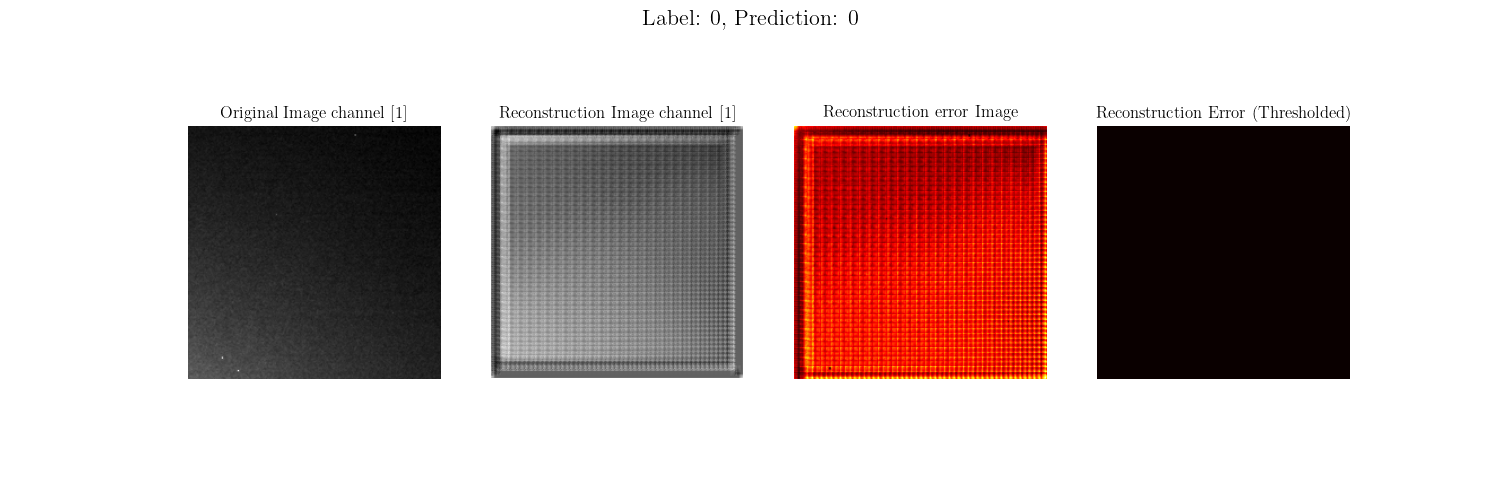 Label: 0, Prediction: 0
Original Image channel [1]
Reconstruction Image channel [1]
Reconstruction error Image
Reconstruction Error (Thresholded)